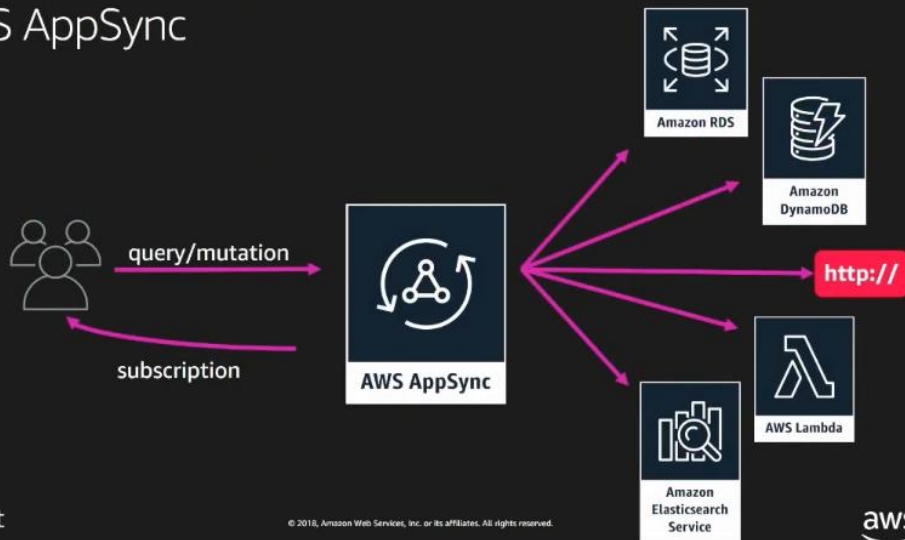 S AppSync
Amazon RDS
Amazon
DynamoDB
query/mutation
http://
subscription
AWS AppSync
AWS Lambda
Amazon
Elasticsearch
Service
t
© 2018, Amazon Web Services, Inc. or its affiliates. All rights reserved.
aws